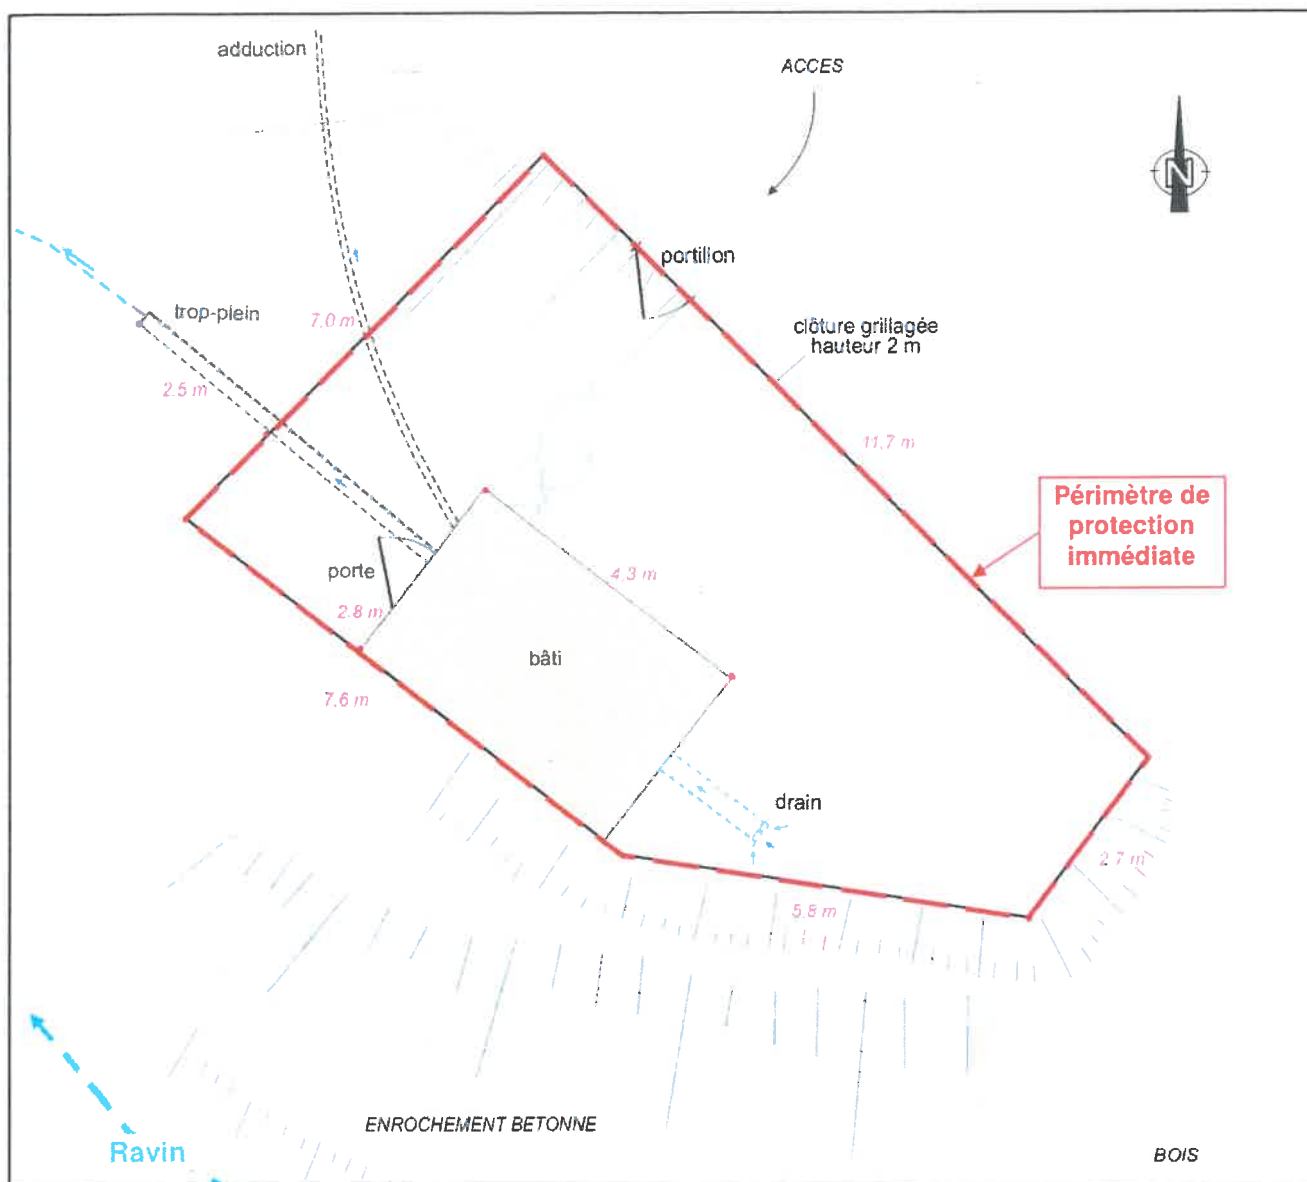 adduction
ACCES
N
portillon
trop-plein
7,0 m
clôture grillagée
hauteur 2 m
2.5 m
11,7 m
Périmètre de
protection
immédiate
porte
4,3 m
2.8 m
bâti
7,6 m
drain
2,7 m
5,8 m
ENROCHEMENT BETONNE
Ravin
BOIS